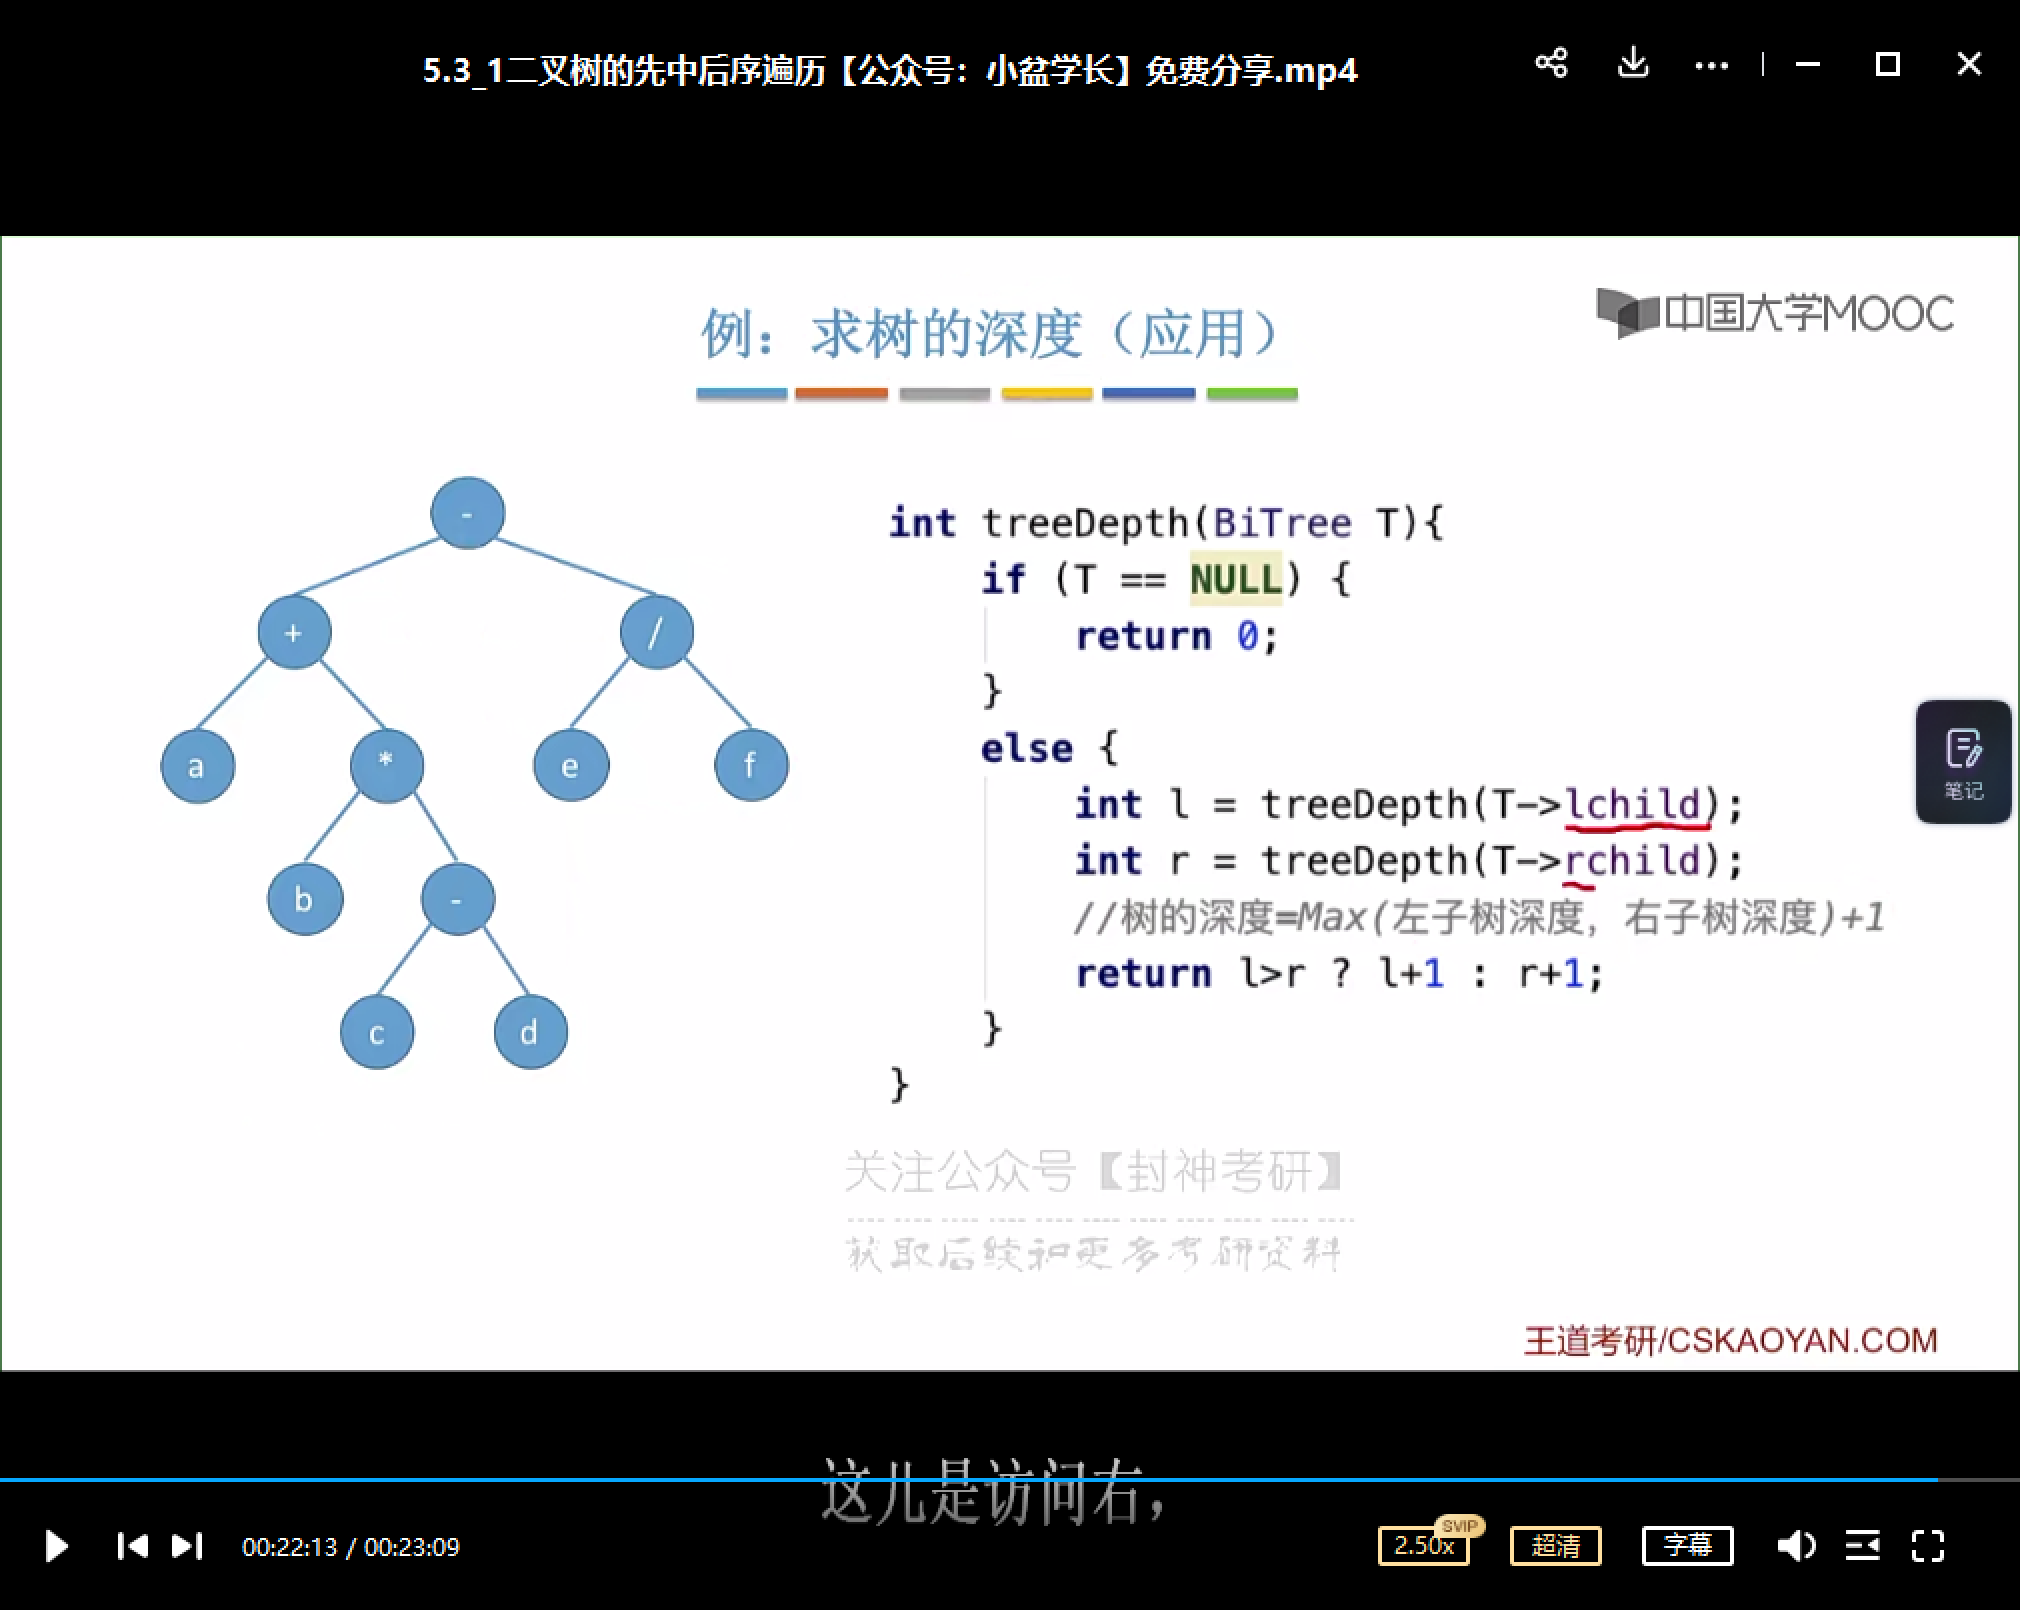 5.3_1二叉树的先中后序遍历【公众号：小盆学长】免费分享.mp4
中国大学MOOC
例：求树的深度（应用）
-
+
/
a
*
e
f
b
-
c
d
int treeDepth(BiTree T){
if (T == NULL) {
return 0;
}
else {
int l = treeDepth(T->lchild);
int r = treeDepth(T->rchild);
//树的深度=Max(左子树深度，右子树深度)+1
return l>r ? l+1 : r+1;
}
}
笔记
关注公众号【封神考研】
获取后续和更多考研资料
王道考研/CSKAOYAN.COM
这儿是访问右，
00:22:13 / 00:23:09
2.50x
SVIP
超清
字幕